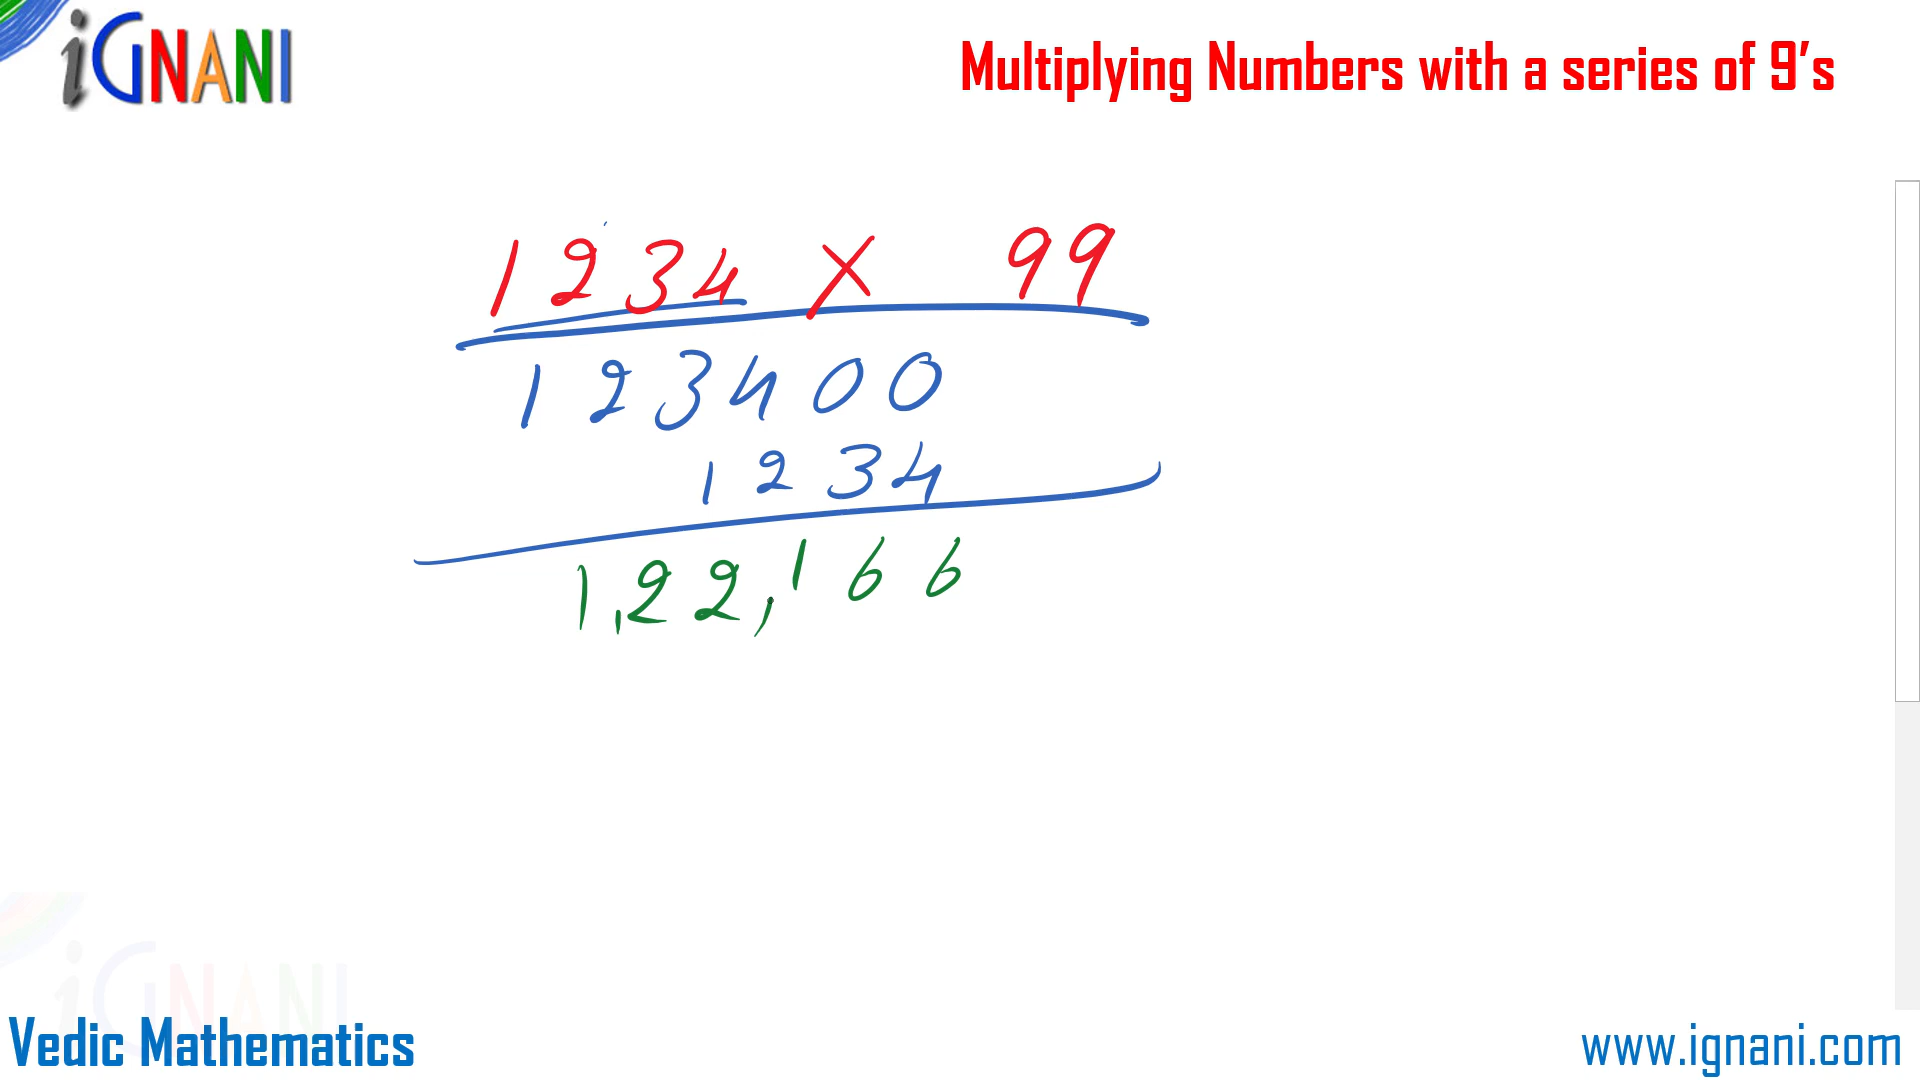 iGNANI
Multiplying Numbers with a series of 9's
1234 X 99
123400
1234
1,22,166
iGNANI
Vedic Mathematics
www.ignani.com